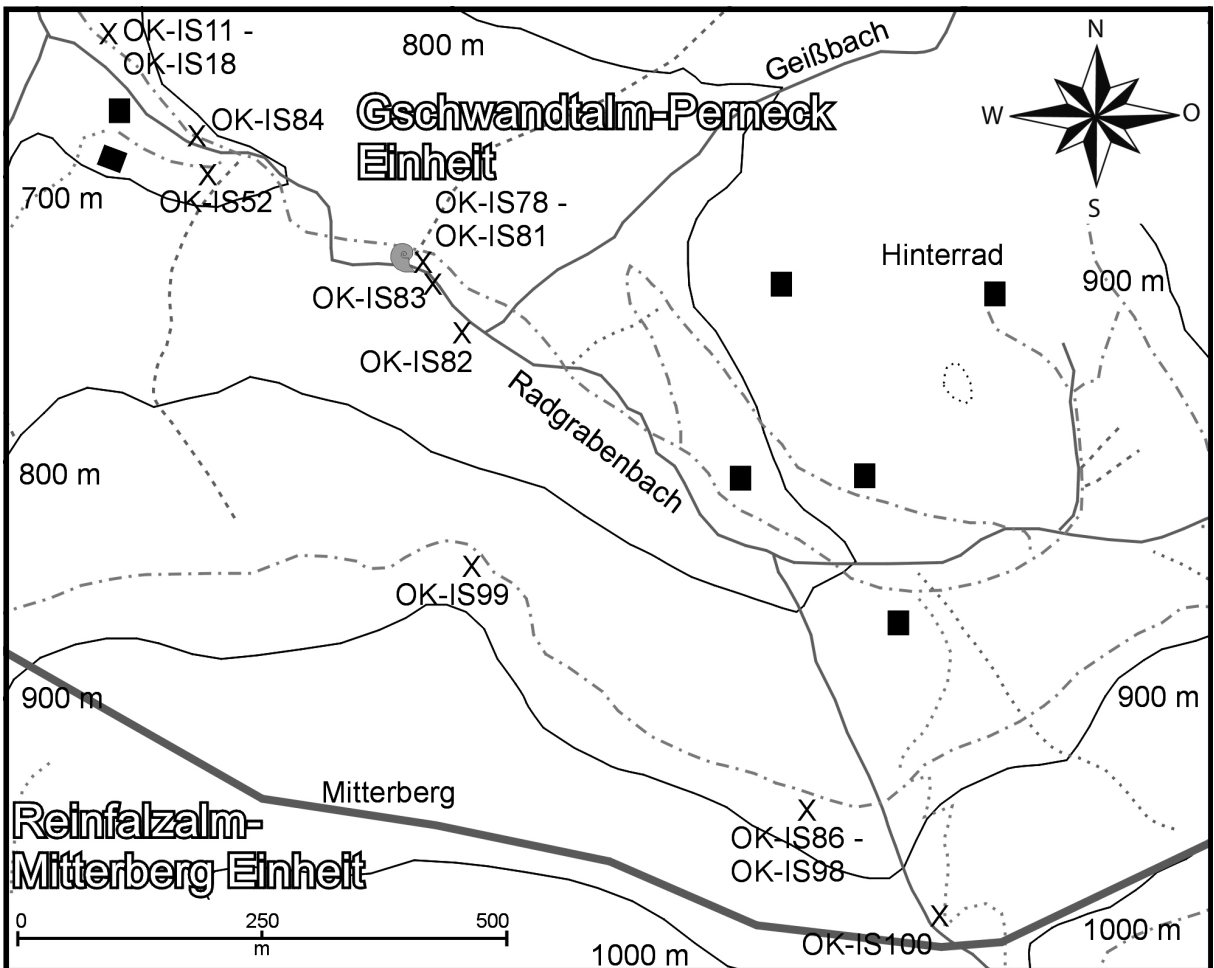 OK-IS11 -
OK-IS18
800 m
Geißbach
N
W
O
S
OK-IS84
Gschwandtalm-Perneck
Einheit
700 m
OK-IS52
OK-IS78 -
OK-IS81
Hinterrad
900 m
OK-IS83
OK-IS82
Radgrabenbach
800 m
OK-IS99
900 m
900 m
Mitterberg
Reinfalzalm-
Mitterberg Einheit
OK-IS86 -
OK-IS98
0
250
500
m
OK-IS100
1000 m
1000 m